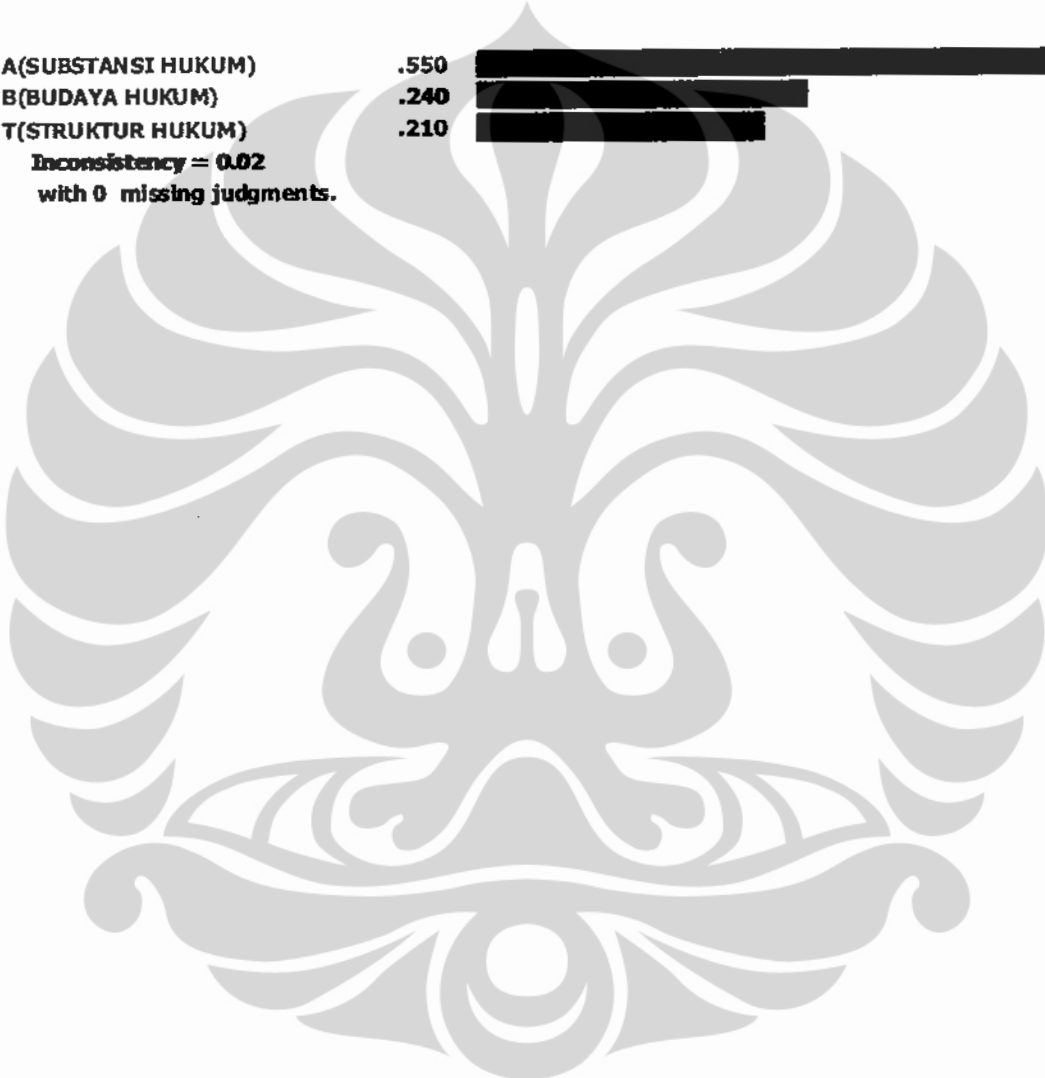 A(SUBSTANSI HUKUM) .550
B(BUDAYA HUKUM) .240
T(STRUKTUR HUKUM) .210
Inconsistency = 0.02
with 0 missing judgments.